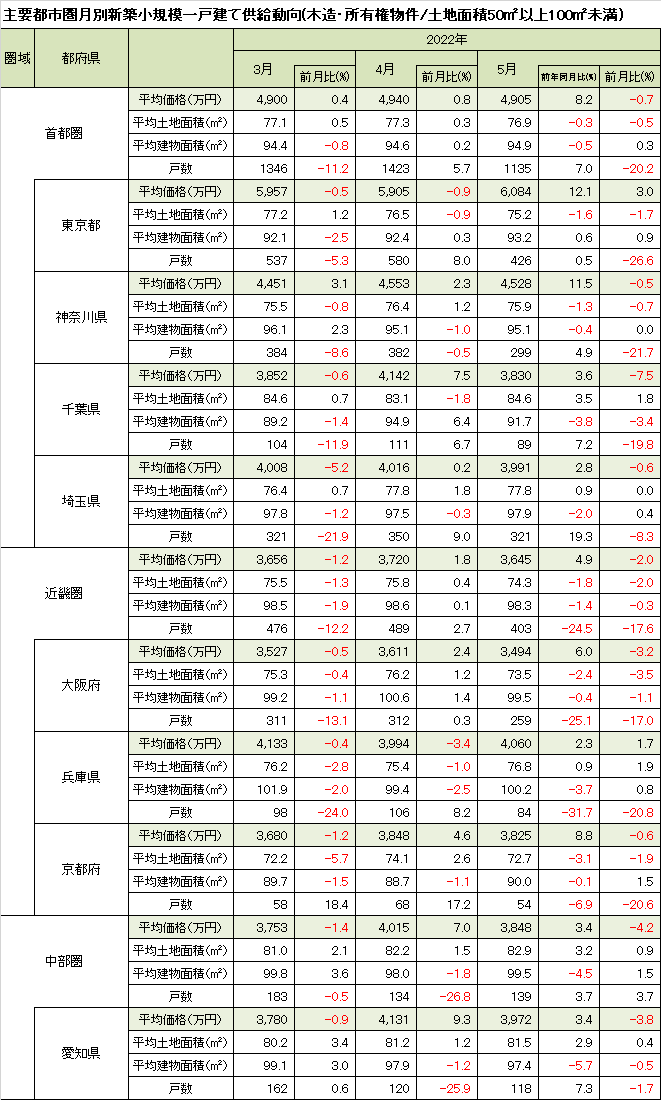 主要都市圏月別新築小規模一戸建て供給動向(木造・所有権物件/土地面積50㎡以上100㎡未満)
圏域 都府県 2022年
3月 前月比(%) 4月 前月比(%) 5月 前年同月比(%) 前月比(%)
首都圏
平均価格(万円) 4,900 0.4 4,940 0.8 4,905 8.2 -0.7
平均土地面積(㎡) 77.1 0.5 77.3 0.3 76.9 -0.3 -0.5
平均建物面積(㎡) 94.4 -0.8 94.6 0.2 94.9 -0.5 0.3
戸数 1346 -11.2 1423 5.7 1135 7.0 -20.2
東京都
平均価格(万円) 5,957 -0.5 5,905 -0.9 6,084 12.1 3.0
平均土地面積(㎡) 77.2 1.2 76.5 -0.9 75.2 -1.6 -1.7
平均建物面積(㎡) 92.1 -2.5 92.4 0.3 93.2 0.6 0.9
戸数 537 -5.3 580 8.0 426 0.5 -26.6
神奈川県
平均価格(万円) 4,451 3.1 4,553 2.3 4,528 11.5 -0.5
平均土地面積(㎡) 75.5 -0.8 76.4 1.2 75.9 -1.3 -0.7
平均建物面積(㎡) 96.1 2.3 95.1 -1.0 95.1 -0.4 0.0
戸数 384 -8.6 382 -0.5 299 4.9 -21.7
千葉県
平均価格(万円) 3,852 -0.6 4,142 7.5 3,830 3.6 -7.5
平均土地面積(㎡) 84.6 0.7 83.1 -1.8 84.6 3.5 1.8
平均建物面積(㎡) 89.2 -1.4 94.9 6.4 91.7 -3.8 -3.4
戸数 104 -11.9 111 6.7 89 7.2 -19.8
埼玉県
平均価格(万円) 4,008 -5.2 4,016 0.2 3,991 2.8 -0.6
平均土地面積(㎡) 76.4 0.7 77.8 1.8 77.8 0.9 0.0
平均建物面積(㎡) 97.8 -1.2 97.5 -0.3 97.9 -2.0 0.4
戸数 321 -21.9 350 9.0 321 19.3 -8.3
近畿圏
平均価格(万円) 3,656 -1.2 3,720 1.8 3,645 4.9 -2.0
平均土地面積(㎡) 75.5 -1.3 75.8 0.4 74.3 -1.8 -2.0
平均建物面積(㎡) 98.5 -1.9 98.6 0.1 98.3 -1.4 -0.3
戸数 476 -12.2 489 2.7 403 -24.5 -17.6
大阪府
平均価格(万円) 3,527 -0.5 3,611 2.4 3,494 6.0 -3.2
平均土地面積(㎡) 75.3 -0.4 76.2 1.2 73.5 -2.4 -3.5
平均建物面積(㎡) 99.2 -1.1 100.6 1.4 99.5 -0.4 -1.1
戸数 311 -13.1 312 0.3 259 -25.1 -17.0
兵庫県
平均価格(万円) 4,133 -0.4 3,994 -3.4 4,060 2.3 1.7
平均土地面積(㎡) 76.2 -2.8 75.4 -1.0 76.8 0.9 1.9
平均建物面積(㎡) 101.9 -2.0 99.4 -2.5 100.2 -3.7 0.8
戸数 98 -24.0 106 8.2 84 -31.7 -20.8
京都府
平均価格(万円) 3,680 -1.2 3,848 4.6 3,825 8.8 -0.6
平均土地面積(㎡) 72.2 -5.7 74.1 2.6 72.7 -3.1 -1.9
平均建物面積(㎡) 89.7 -1.5 88.7 -1.1 90.0 -0.1 1.5
戸数 58 18.4 68 17.2 54 -6.9 -20.6
中部圏
平均価格(万円) 3,753 -1.4 4,015 7.0 3,848 3.4 -4.2
平均土地面積(㎡) 81.0 2.1 82.2 1.5 82.9 3.2 0.9
平均建物面積(㎡) 99.8 3.6 98.0 -1.8 99.5 -4.5 1.5
戸数 183 -0.5 134 -26.8 139 3.7 3.7
愛知県
平均価格(万円) 3,780 -0.9 4,131 9.3 3,972 3.4 -3.8
平均土地面積(㎡) 80.2 3.4 81.2 1.2 81.5 2.9 0.4
平均建物面積(㎡) 99.1 3.0 97.9 -1.2 97.4 -5.7 -0.5
戸数 162 0.6 120 -25.9 118 7.3 -1.7